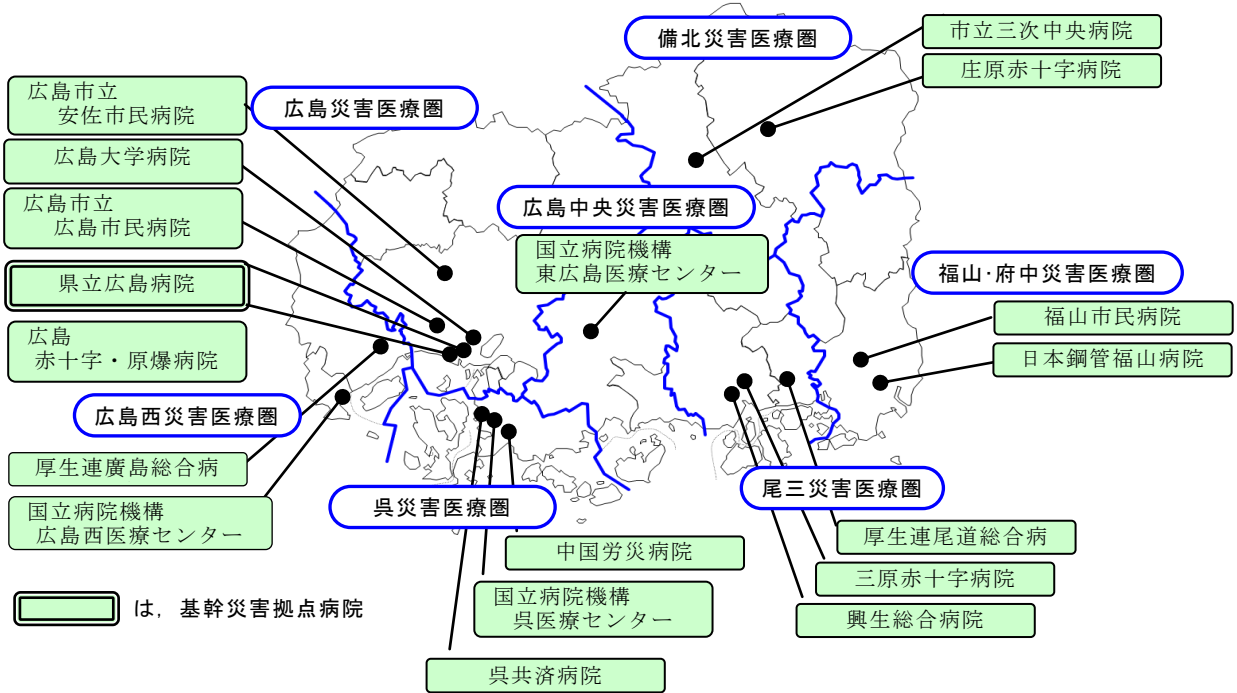 備北災害医療圏
市立三次中央病院
庄原赤十字病院
広島市立
安佐市民病院
広島災害医療圏
広島大学病院
広島市立
広島市民病院
広島中央災害医療圏
国立病院機構
東広島医療センター
県立広島病院
福山･府中災害医療圏
福山市民病院
広島
赤十字・原爆病院
日本鋼管福山病院
広島西災害医療圏
厚生連廣島総合病
国立病院機構
広島西医療センター
呉災害医療圏
尾三災害医療圏
中国労災病院
厚生連尾道総合病
三原赤十字病院
国立病院機構
呉医療センター
興生総合病院
は，基幹災害拠点病院
呉共済病院